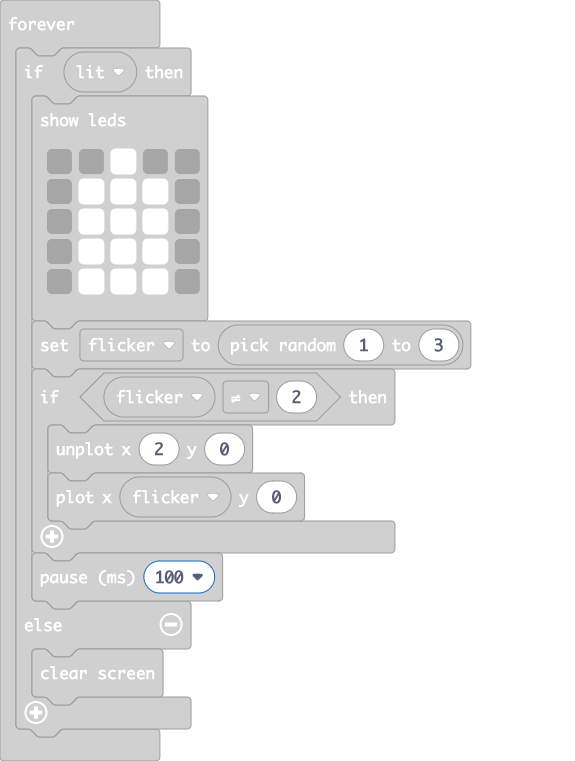 forever
if lit then
show leds
set flicker to pick random 1 to 3
if flicker ≠ 2 then
unplot x 2 y 0
plot x flicker y 0
pause (ms) 100
else
clear screen